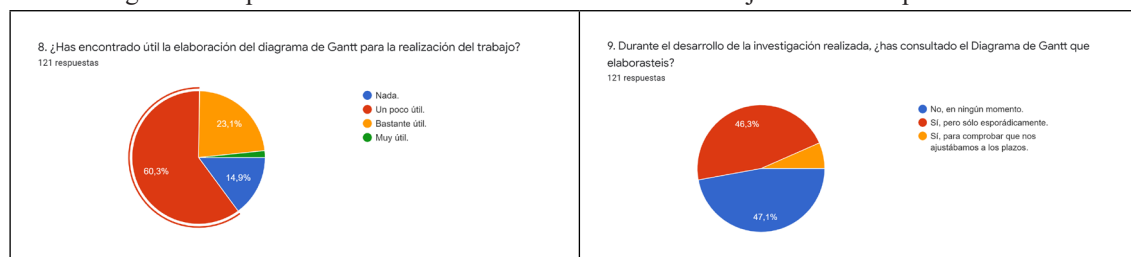 8. ¿Has encontrado útil la elaboración del diagrama de Gantt para la realización del trabajo?
121 respuestas
Nada.
Un poco útil.
Bastante útil.
Muy útil.
23,1%
60,3%
14,9%
9. Durante el desarrollo de la investigación realizada, ¿has consultado el Diagrama de Gantt que
elaborasteis?
121 respuestas
No, en ningún momento.
Sí, pero sólo esporádicamente.
Sí, para comprobar que nos
ajustábamos a los plazos.
46,3%
47,1%